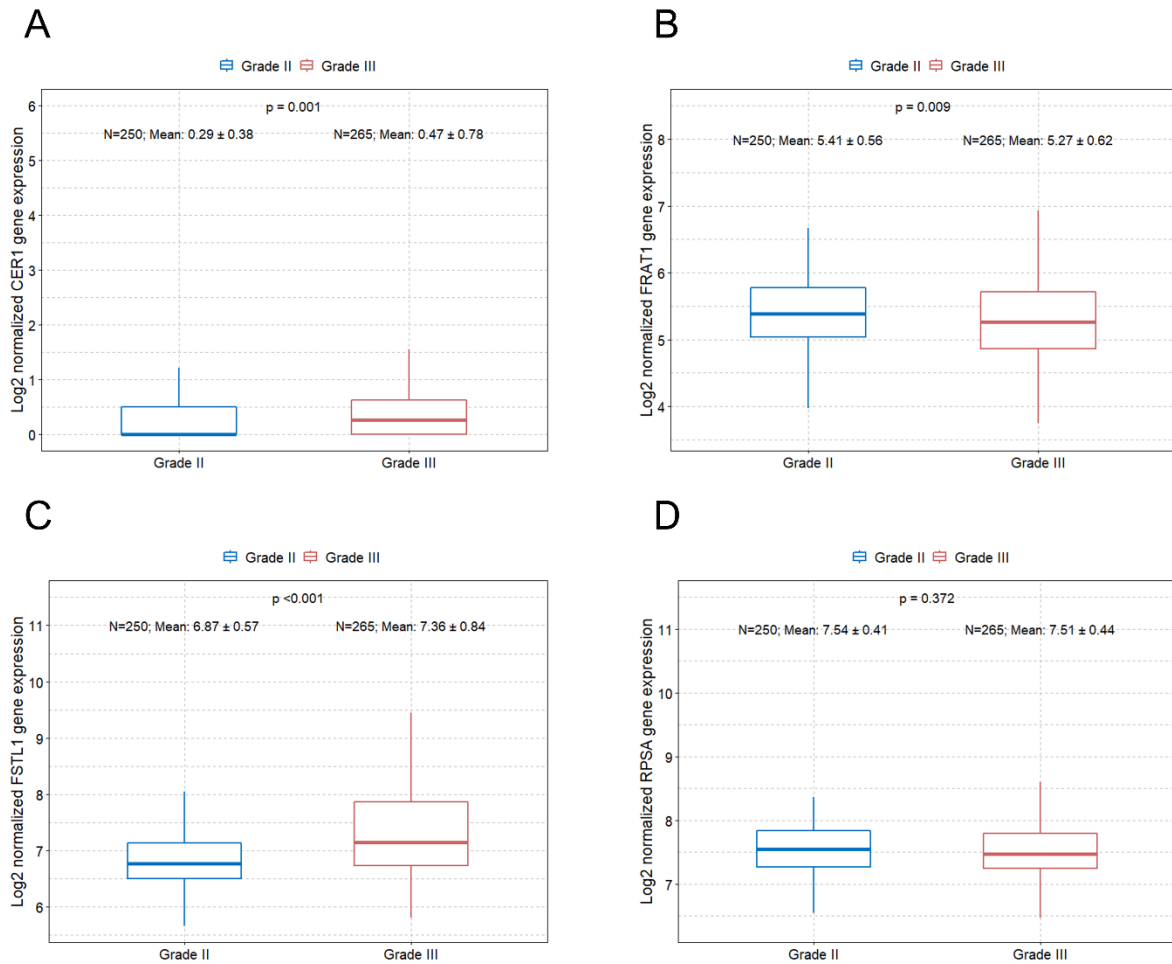 A
Grade II Grade III
p = 0.001
N=250; Mean: 0.29 ± 0.38 N=265; Mean: 0.47 ± 0.78
Log2 normalized CER1 gene expression
6
5
4
3
2
1
0
Grade II Grade III
B
Grade II Grade III
p = 0.009
N=250; Mean: 5.41 ± 0.56 N=265; Mean: 5.27 ± 0.62
Log2 normalized FRAT1 gene expression
8
7
6
5
4
Grade II Grade III
C
Grade II Grade III
p <0.001
N=250; Mean: 6.87 ± 0.57 N=265; Mean: 7.36 ± 0.84
Log2 normalized FSTL1 gene expression
11
10
9
8
7
6
Grade II Grade III
D
Grade II Grade III
p = 0.372
N=250; Mean: 7.54 ± 0.41 N=265; Mean: 7.51 ± 0.44
Log2 normalized RPSA gene expression
11
10
9
8
7
Grade II Grade III